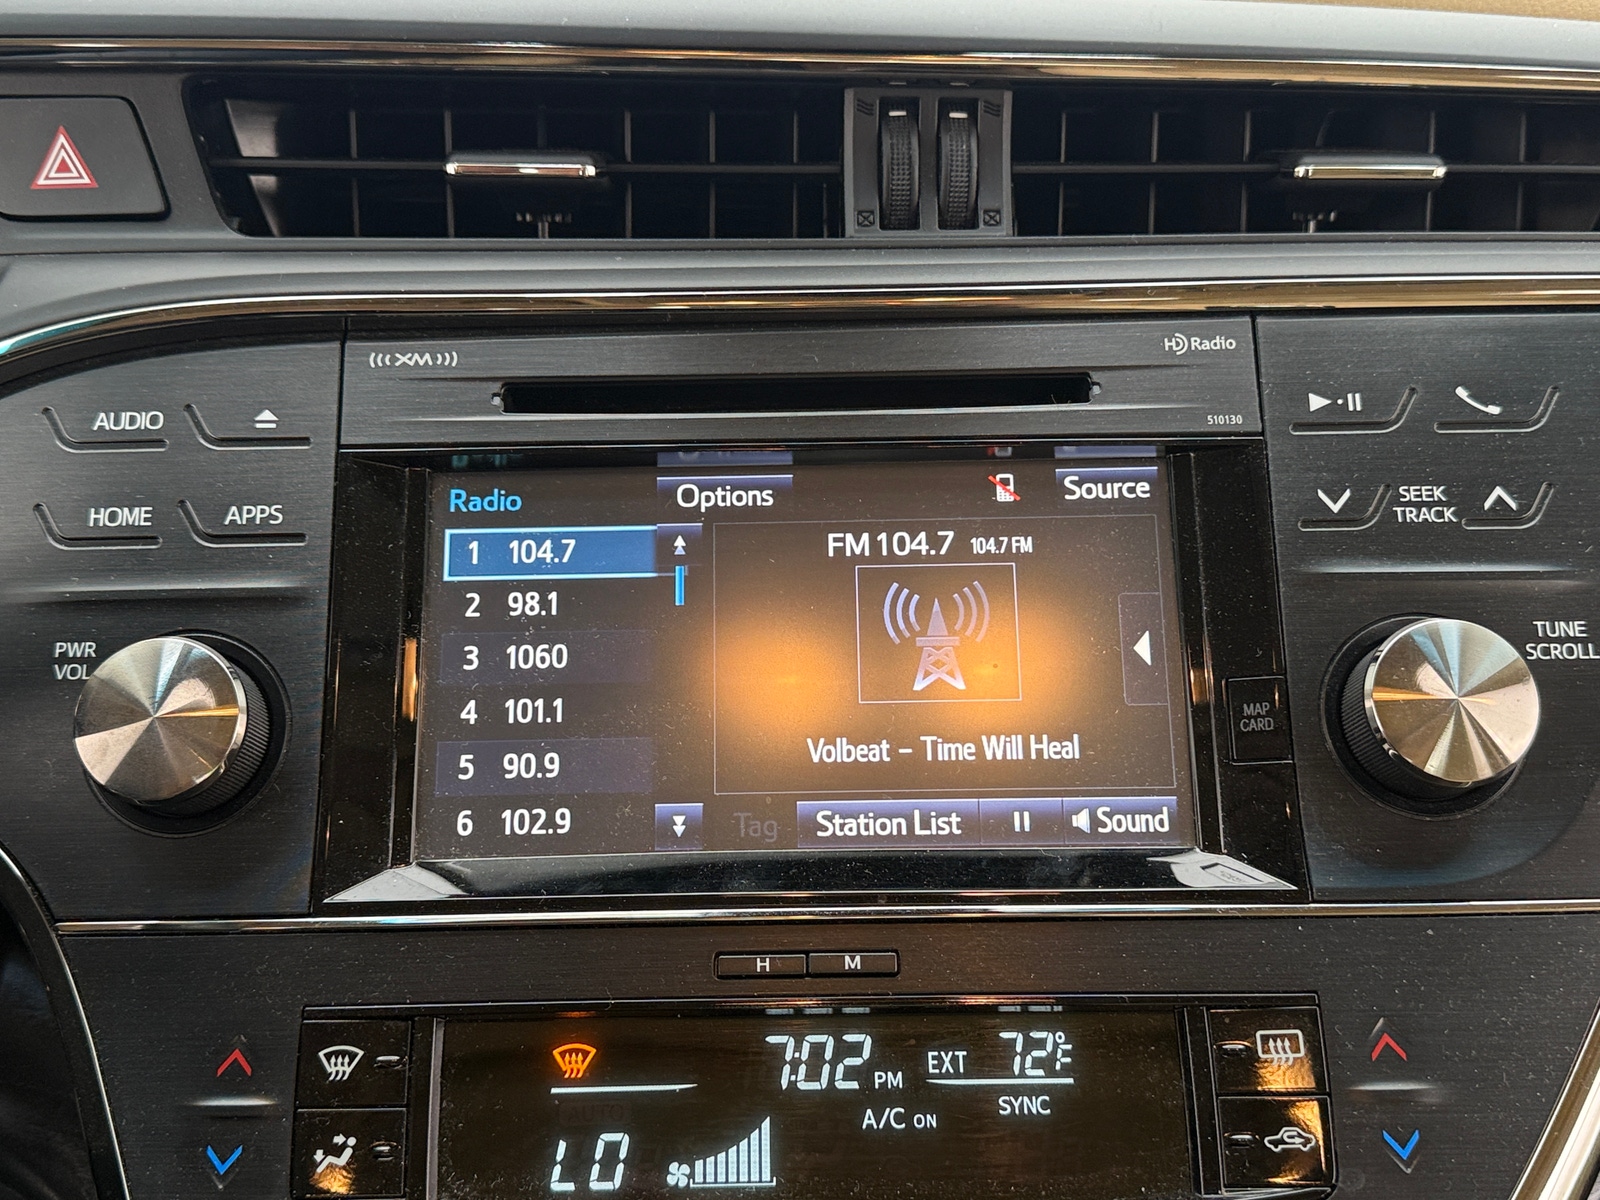 XM
HD Radio
510130
AUDIO
HOME
APPS
PWR
VOL
Radio
Options
Source
1 104.7
2 98.1
3 1060
4 101.1
5 90.9
6 102.9
FM 104.7 104.7 FM
Volbeat – Time Will Heal
Tag
Station List
Sound
SEEK
TRACK
TUNE
SCROLL
MAP
CARD
H
M
7:02 PM
EXT 72°F
A/C ON
SYNC
AUTO
LO